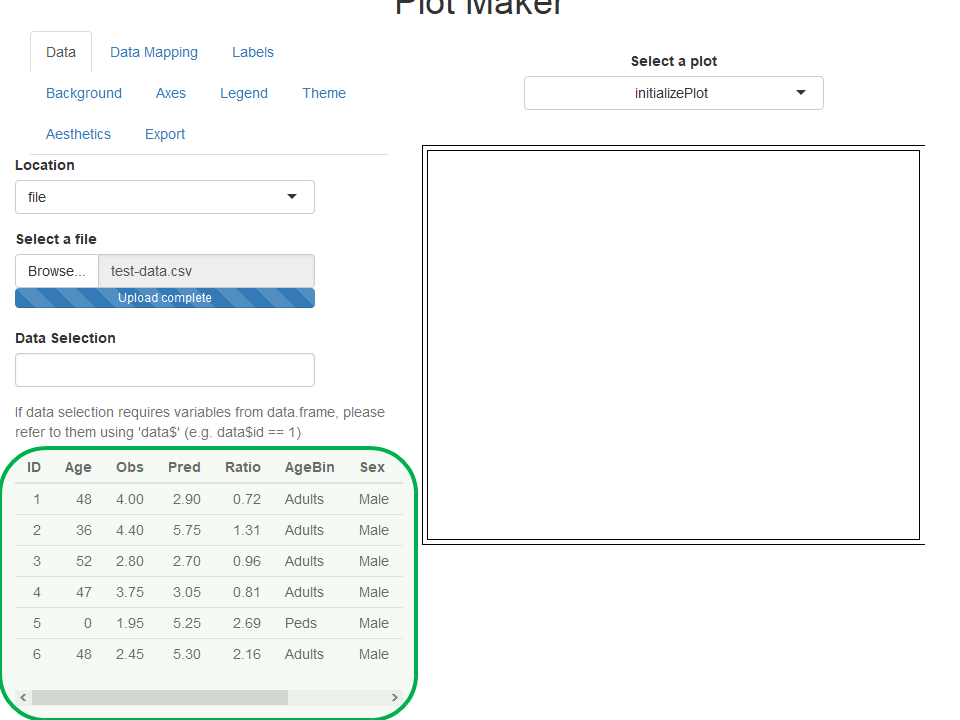 Plot Maker
Data Data Mapping Labels
Background Axes Legend Theme
Aesthetics Export
Location
file
Select a file
Browse... test-data.csv
Upload complete
Data Selection
If data selection requires variables from data.frame, please
refer to them using 'data$' (e.g. data$id == 1)
ID Age Obs Pred Ratio AgeBin Sex
1 48 4.00 2.90 0.72 Adults Male
2 36 4.40 5.75 1.31 Adults Male
3 52 2.80 2.70 0.96 Adults Male
4 47 3.75 3.05 0.81 Adults Male
5 0 1.95 5.25 2.69 Peds Male
6 48 2.45 5.30 2.16 Adults Male
Select a plot
initializePlot